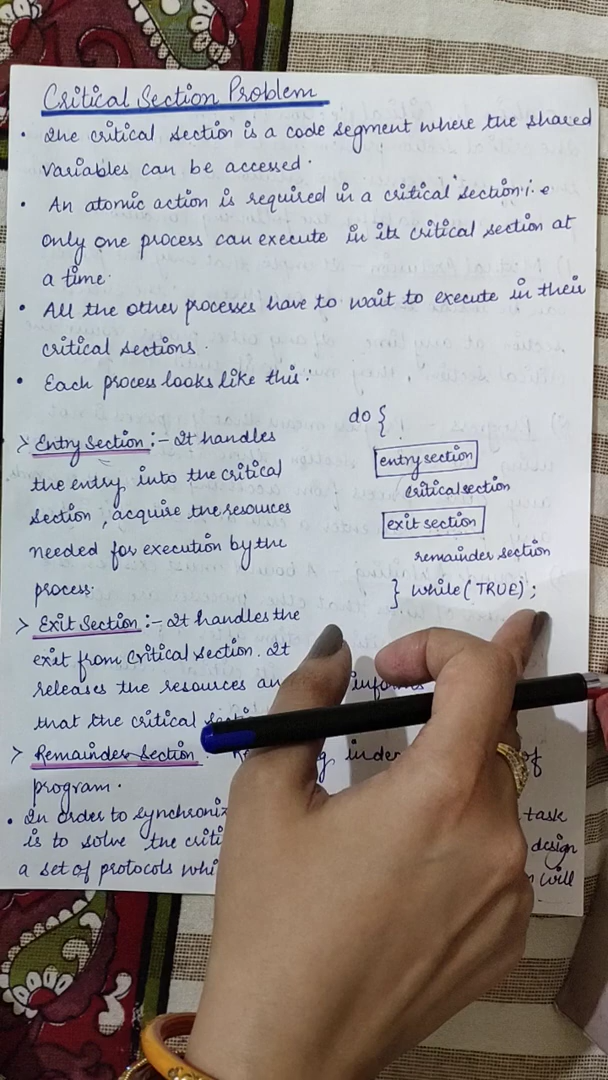 Critical Section Problem
• The critical section is a code segment where the shared
variables can be accessed.
• An atomic action is required in a critical section i.e
only one process can execute in its critical section at
a time.
• All the other processes have to wait to execute in their
critical sections.
• Each process looks like this:
do {
entry section
critical section
exit section
remainder section
} while (TRUE);
> Entry Section :- It handles
the entry into the critical
section, acquire the resouces
needed for execution by the
process.
> Exit Section :- It handles the
exit from critical section. It
releases the resources an informs
that the critical
> Remainder Section of
program.
• In order to synchroniz task
is to solve the design
a set of protocols will